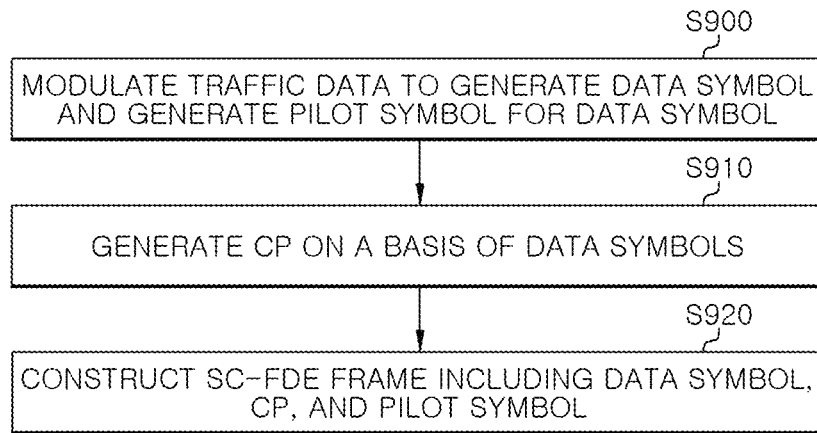 S900
MODULATE TRAFFIC DATA TO GENERATE DATA SYMBOL
AND GENERATE PILOT SYMBOL FOR DATA SYMBOL
S910
GENERATE CP ON A BASIS OF DATA SYMBOLS
S920
CONSTRUCT SC-FDE FRAME INCLUDING DATA SYMBOL,
CP, AND PILOT SYMBOL